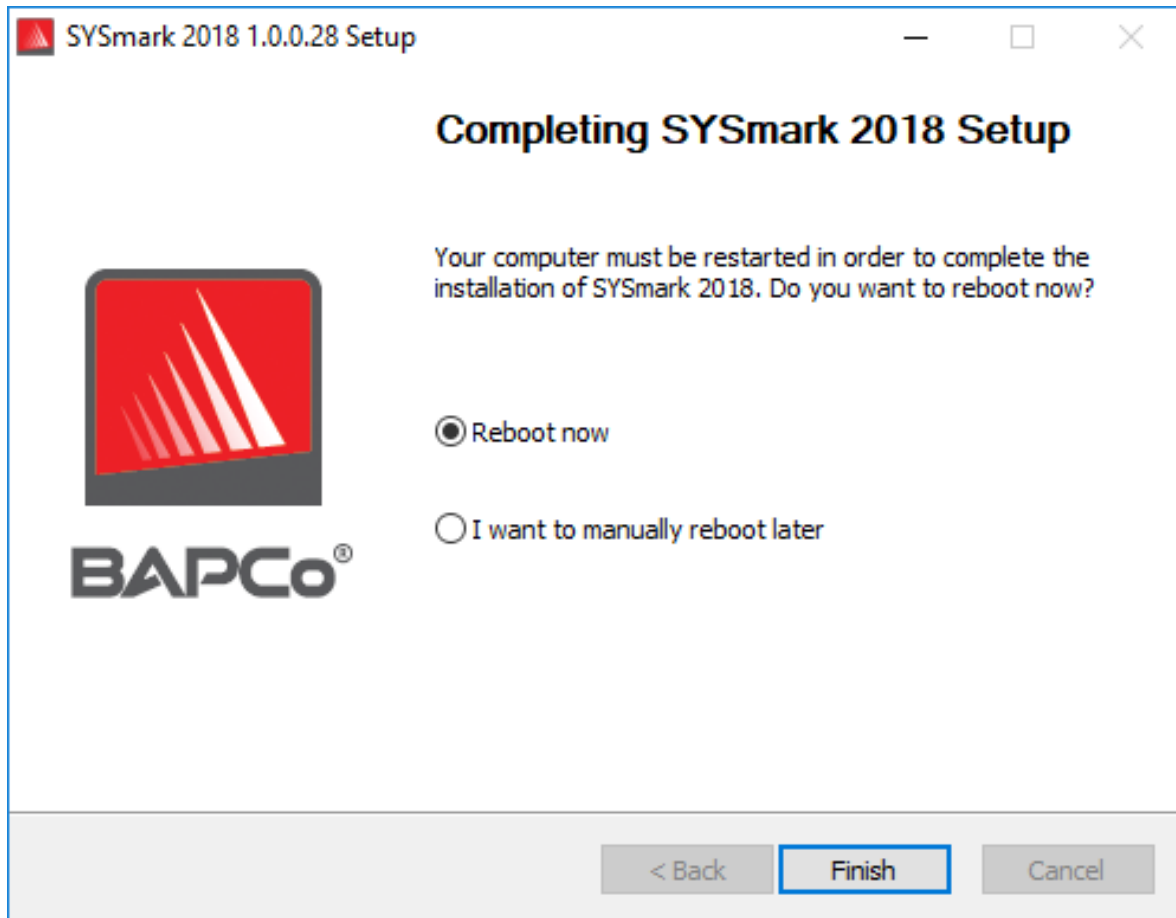 SYSmark 2018 1.0.0.28 Setup
Completing SYSmark 2018 Setup
Your computer must be restarted in order to complete the
installation of SYSmark 2018. Do you want to reboot now?
Reboot now
I want to manually reboot later
BAPCo®
< Back
Finish
Cancel